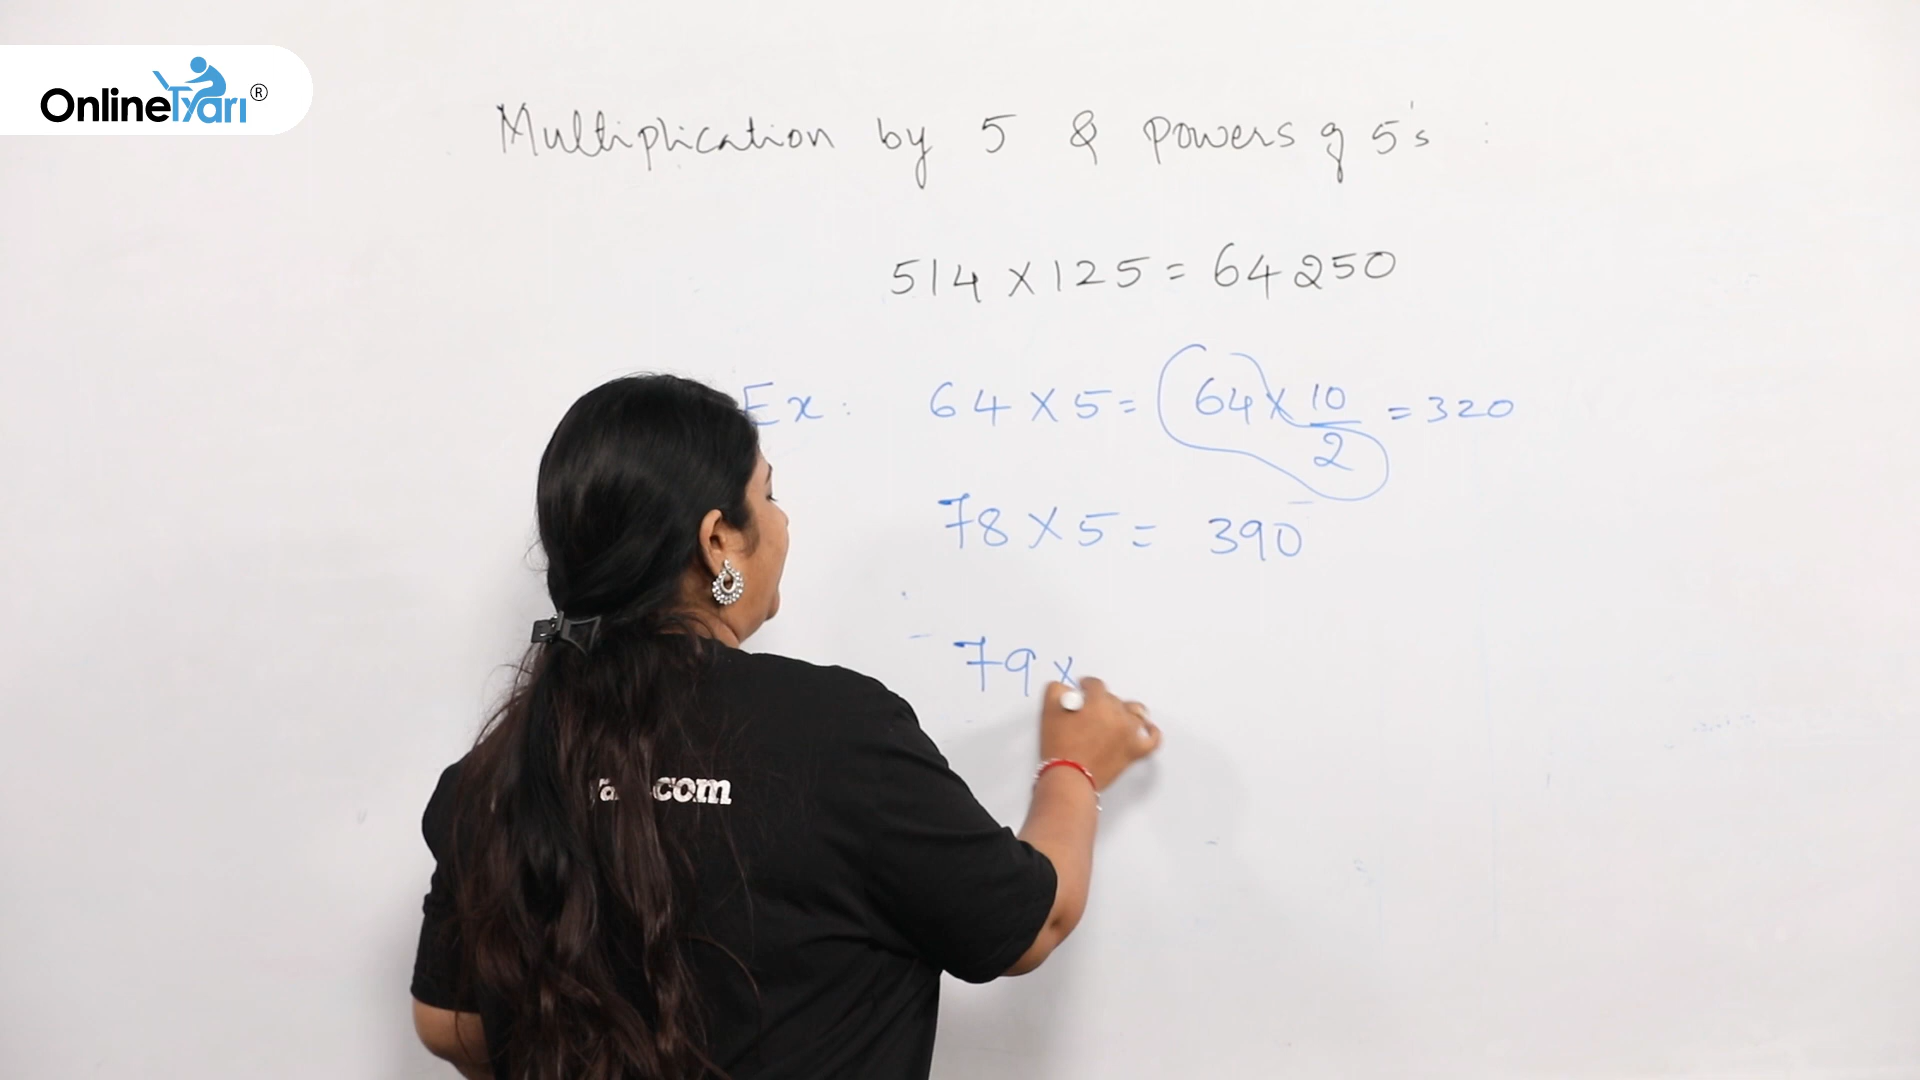 OnlineTyari®
Multiplication by 5 & Powers of 5's :
514 × 125 = 64250
Ex : 64 × 5 = 64 × 10/2 = 320
78 × 5 = 390
79 ×
.com